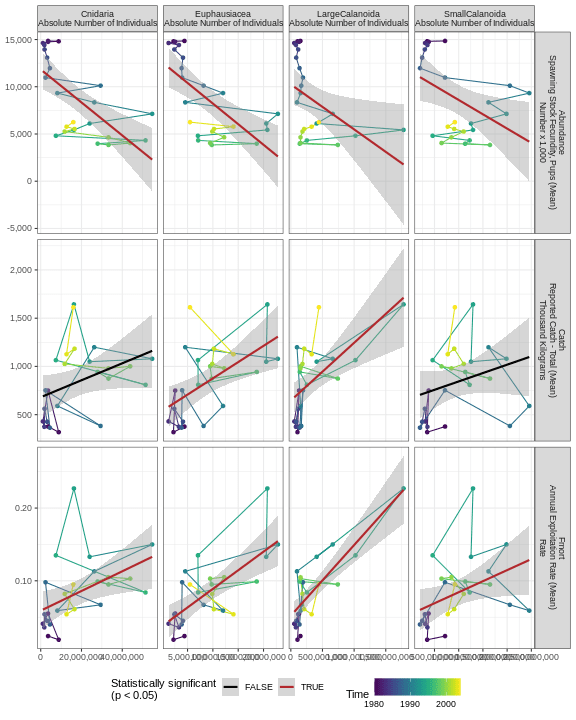 Cnidaria
Absolute Number of Individuals
Euphausiacea
Absolute Number of Individuals
LargeCalanoida
Absolute Number of Individuals
SmallCalanoida
Absolute Number of Individuals
15,000
10,000
5,000
0
-5,000
Abundance
Spawning Stock Fecundity, Pups (Mean)
Number x 1,000
2,000
1,500
1,000
500
Catch
Reported Catch - Total (Mean)
Thousand Kilograms
0.20
0.10
Fmort
Annual Exploitation Rate (Mean)
Rate
0
20,000,000
40,000,000
0
Statistically significant
(p < 0.05)
FALSE
TRUE
Time
1980
1990
2000